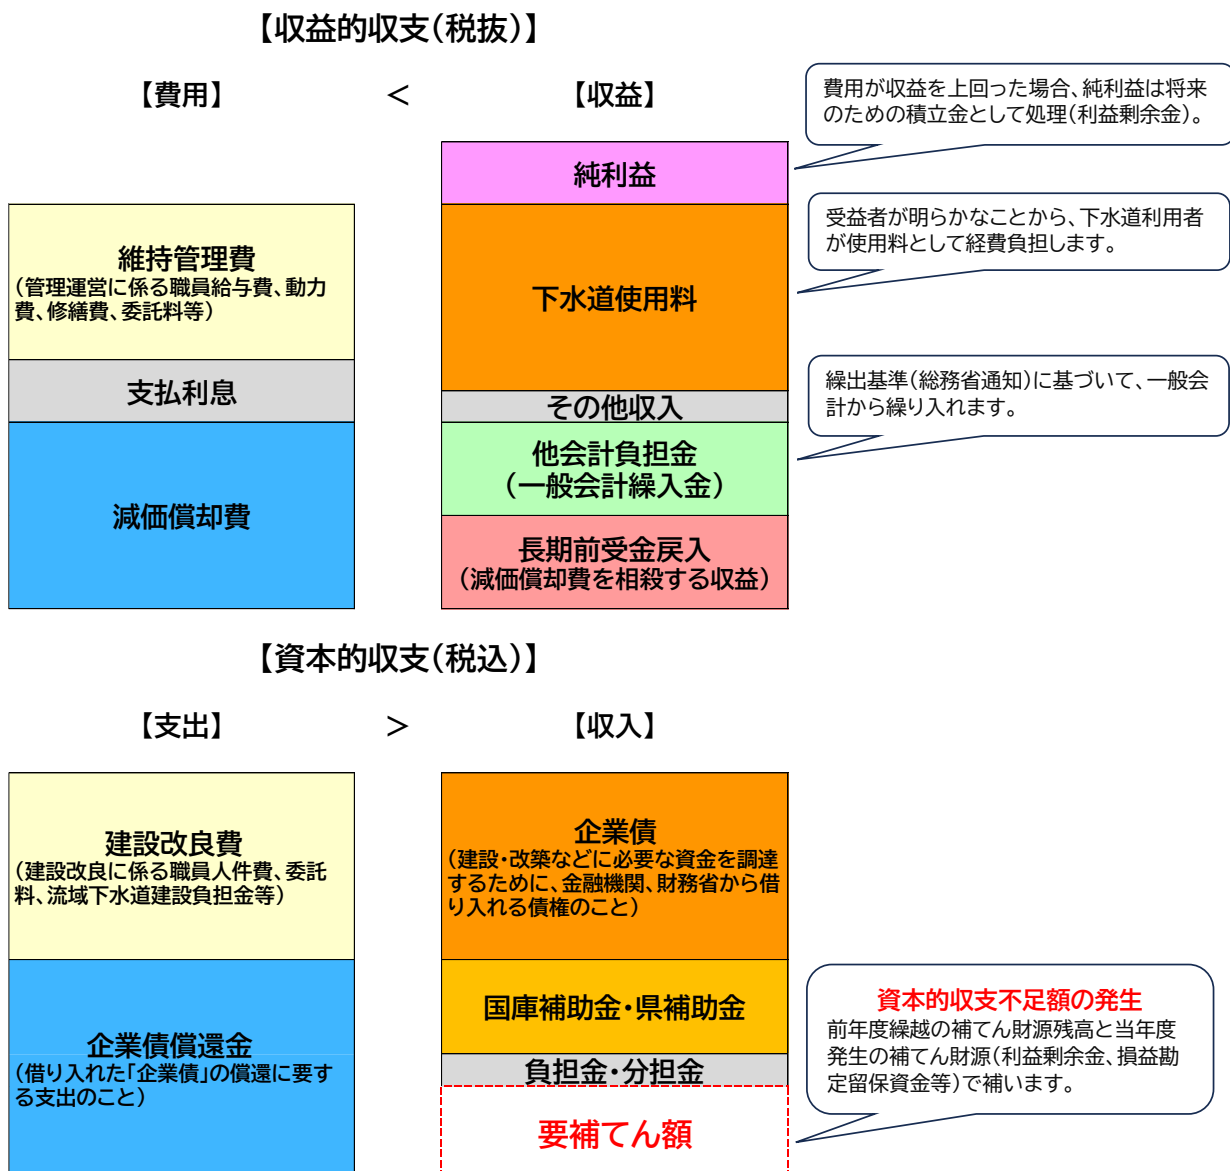 【収益的収支(税抜)】
【費用】 < 【収益】
費用が収益を上回った場合、純利益は将来
のための積立金として処理(利益剰余金)。
純利益
維持管理費
(管理運営に係る職員給与費、動力
費、修繕費、委託料等)
下水道使用料
受益者が明らかなことから、下水道利用者
が使用料として経費負担します。
支払利息
その他収入
繰出基準(総務省通知)に基づいて、一般会
計から繰り入れます。
減価償却費
他会計負担金
(一般会計繰入金)
長期前受金戻入
(減価償却費を相殺する収益)
【資本的収支(税込)】
【支出】 > 【収入】
建設改良費
(建設改良に係る職員人件費、委託
料、流域下水道建設負担金等)
企業債
(建設・改築などに必要な資金を調達
するために、金融機関、財務省から借
り入れる債権のこと)
企業債償還金
(借り入れた「企業債」の償還に要す
る支出のこと)
国庫補助金・県補助金
負担金・分担金
要補てん額
資本的収支不足額の発生
前年度繰越の補てん財源残高と当年度
発生の補てん財源(利益剰余金、損益勘
定留保資金等)で補います。